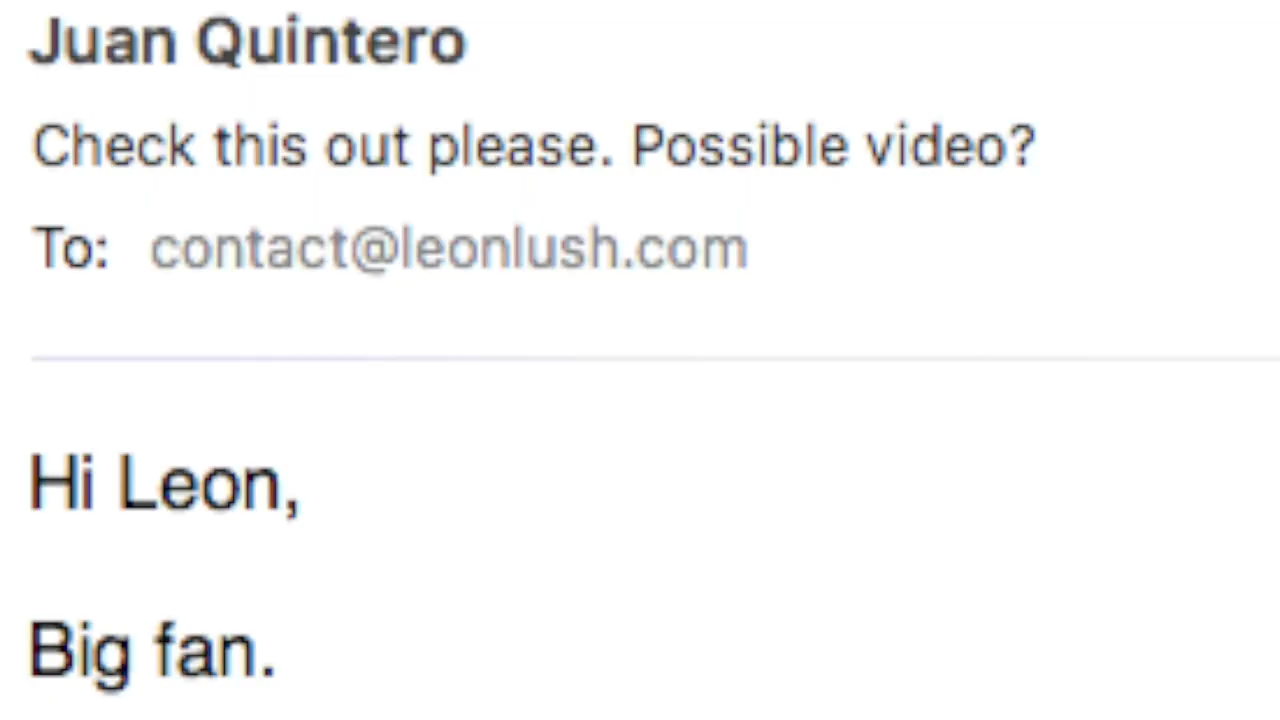 Juan Quintero
Check this out please. Possible video?
To: contact@leonlush.com
Hi Leon,
Big fan.